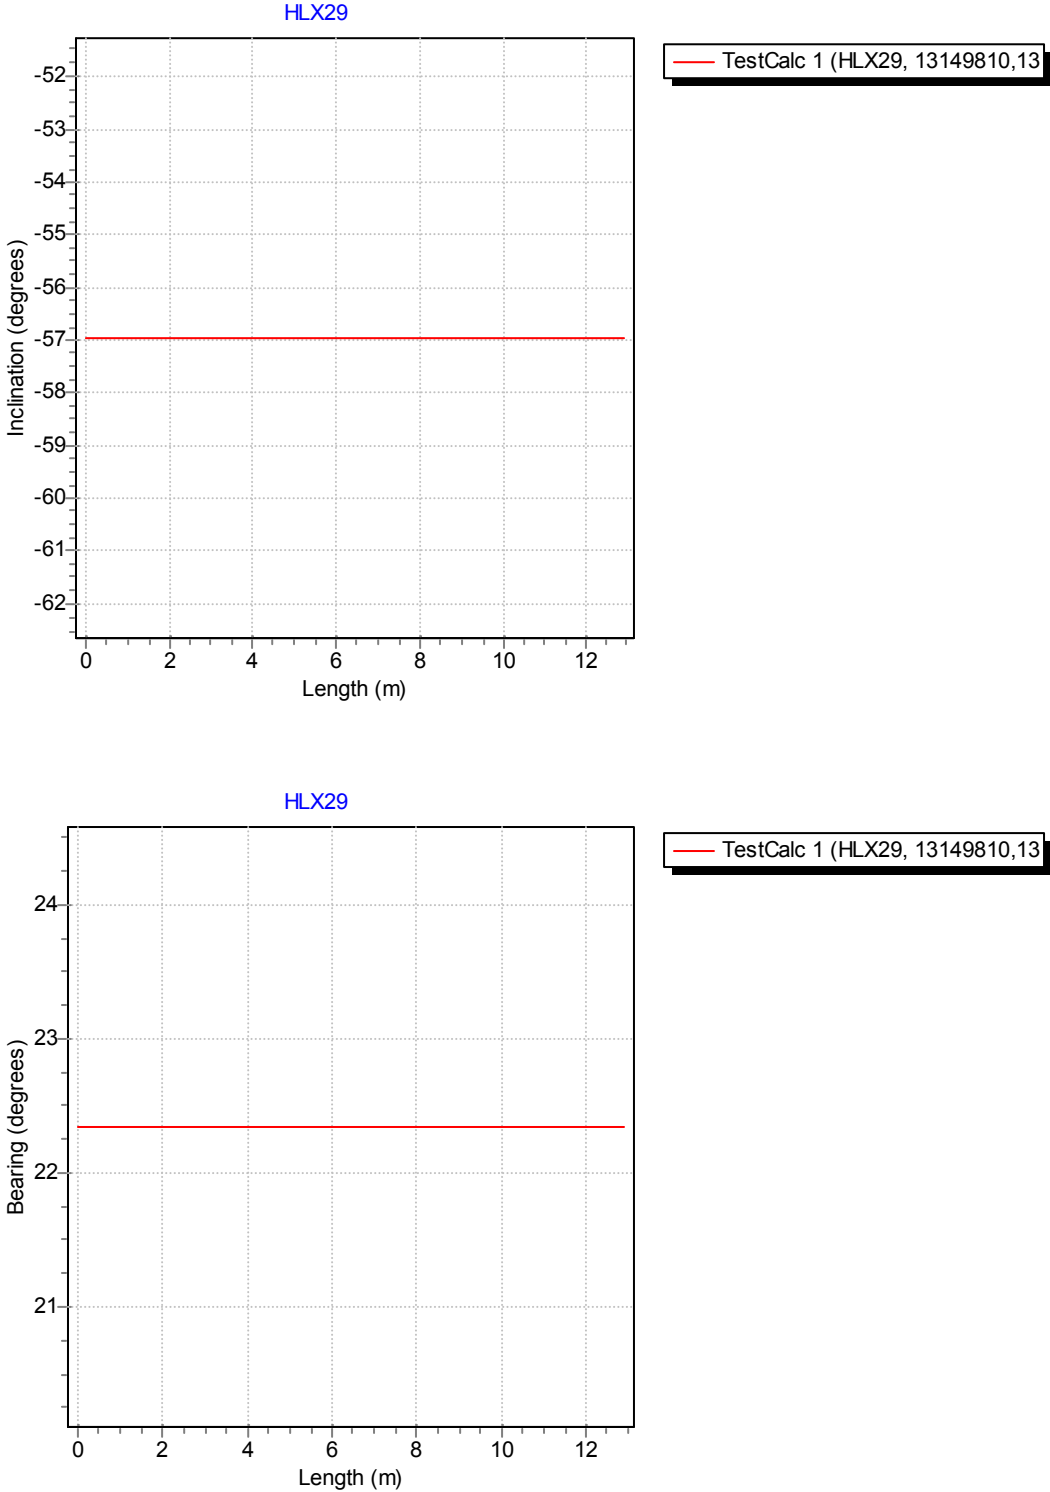 HLX29
TestCalc 1 (HLX29, 13149810,13
-52
-53
-54
-55
-56
-57
-58
-59
-60
-61
-62
Inclination (degrees)
0 2 4 6 8 10 12
Length (m)
HLX29
TestCalc 1 (HLX29, 13149810,13
24
23
22
21
Bearing (degrees)
0 2 4 6 8 10 12
Length (m)